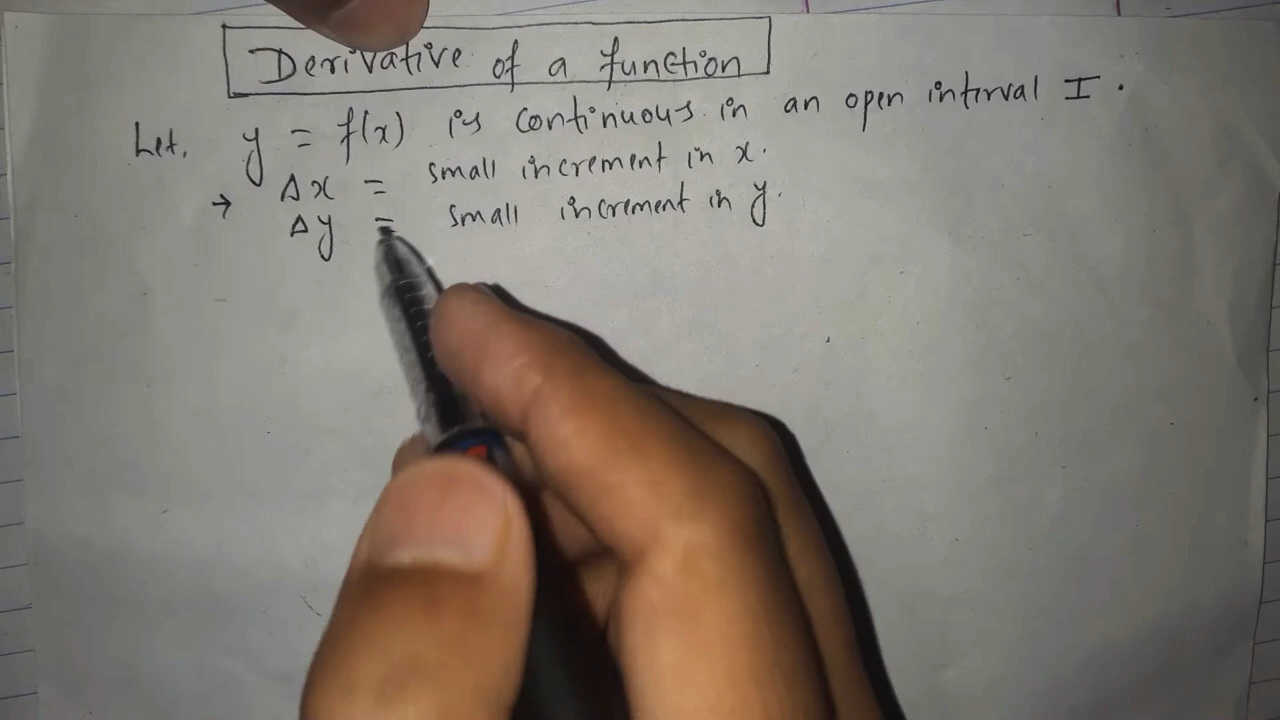 Derivative of a function
Let, y = f(x) is continuous in an open interval I.
→ Δx = small increment in x.
Δy = small increment in y.